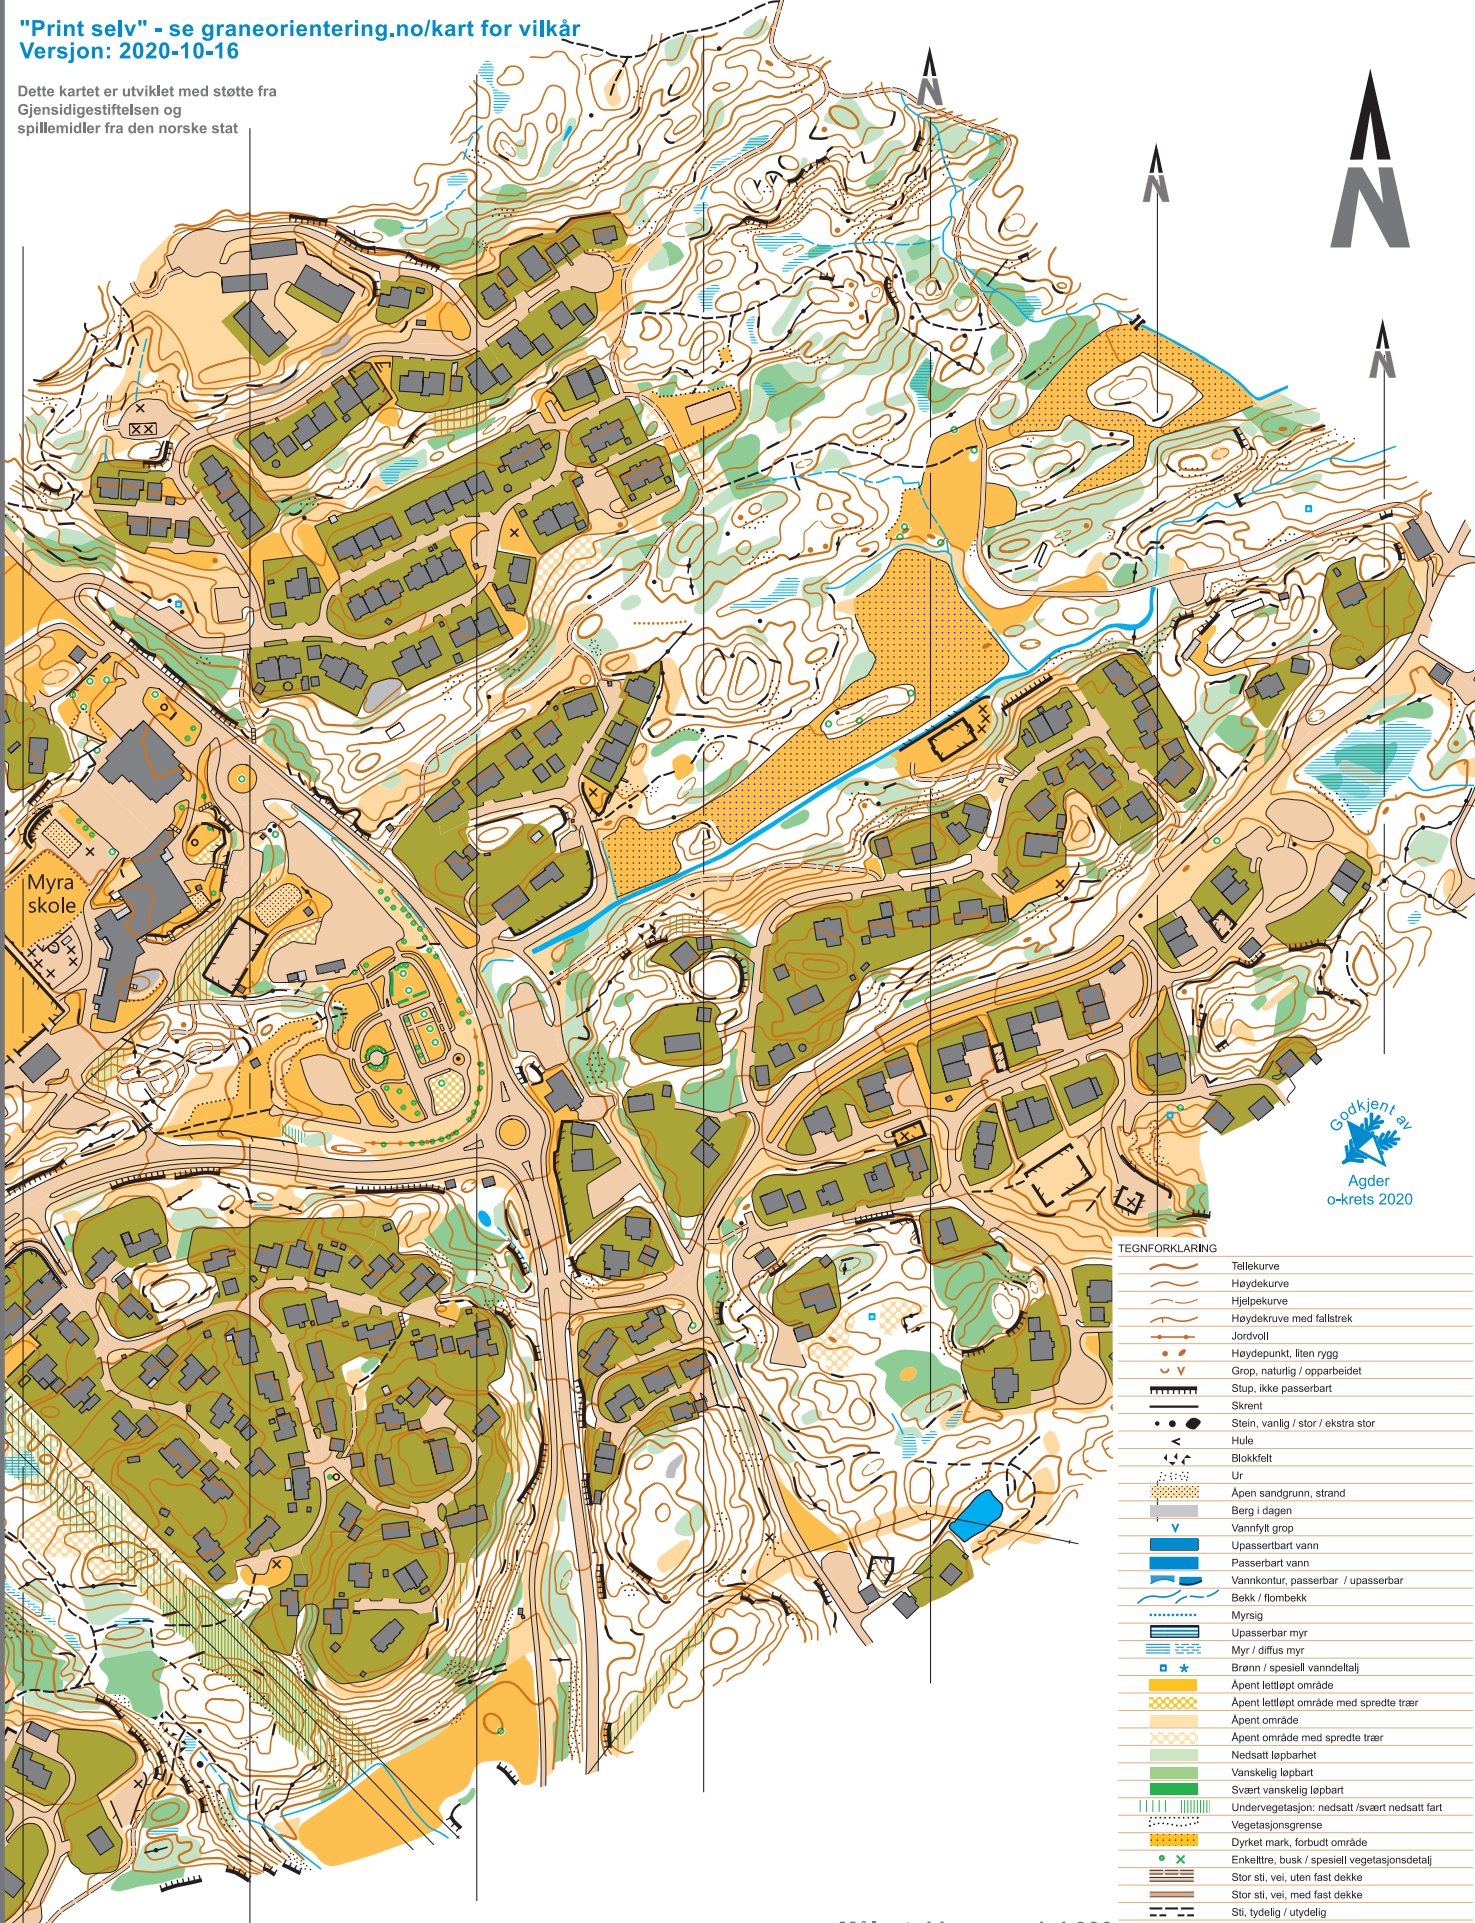 "Print selv" - se graneorientering.no/kart for vilkår
Versjon: 2020-10-16
Dette kartet er utviklet med støtte fra
Gjensidigestiftelsen og
spillemidler fra den norske stat
N
N
N
N
Myra
skole
Godkjent av
Agder
o-krets 2020
TEGNFORKLARING
Tellekurve
Høydekurve
Hjelpekurve
Høydekruve med fallstrek
Jordvoll
Høydepunkt, liten rygg
Grop, naturlig / opparbeidet
Stup, ikke passerbart
Skrent
Stein, vanlig / stor / ekstra stor
Hule
Blokkfelt
Ur
Åpen sandgrunn, strand
Berg i dagen
Vannfylt grop
Upassertbart vann
Passerbart vann
Vannkontur, passerbar / upasserbar
Bekk / flombekk
Myrsig
Upasserbar myr
Myr / diffus myr
Brønn / spesiell vanndeltalj
Åpent lettløpt område
Åpent lettløpt område med spredte trær
Åpent område
Åpent område med spredte trær
Nedsatt løpbarhet
Vanskelig løpbart
Svært vanskelig løpbart
Undervegetasjon: nedsatt /svært nedsatt fart
Vegetasjonsgrense
Dyrket mark, forbudt område
Enkelttre, busk / spesiell vegetasjonsdetalj
Stor sti, vei, uten fast dekke
Stor sti, vei, med fast dekke
Sti, tydelig / utydelig